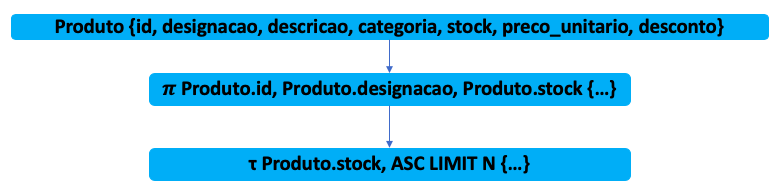 Produto {id, designacao, descricao, categoria, stock, preco_unitario, desconto}
π Produto.id, Produto.designacao, Produto.stock {...}
τ Produto.stock, ASC LIMIT N {...}